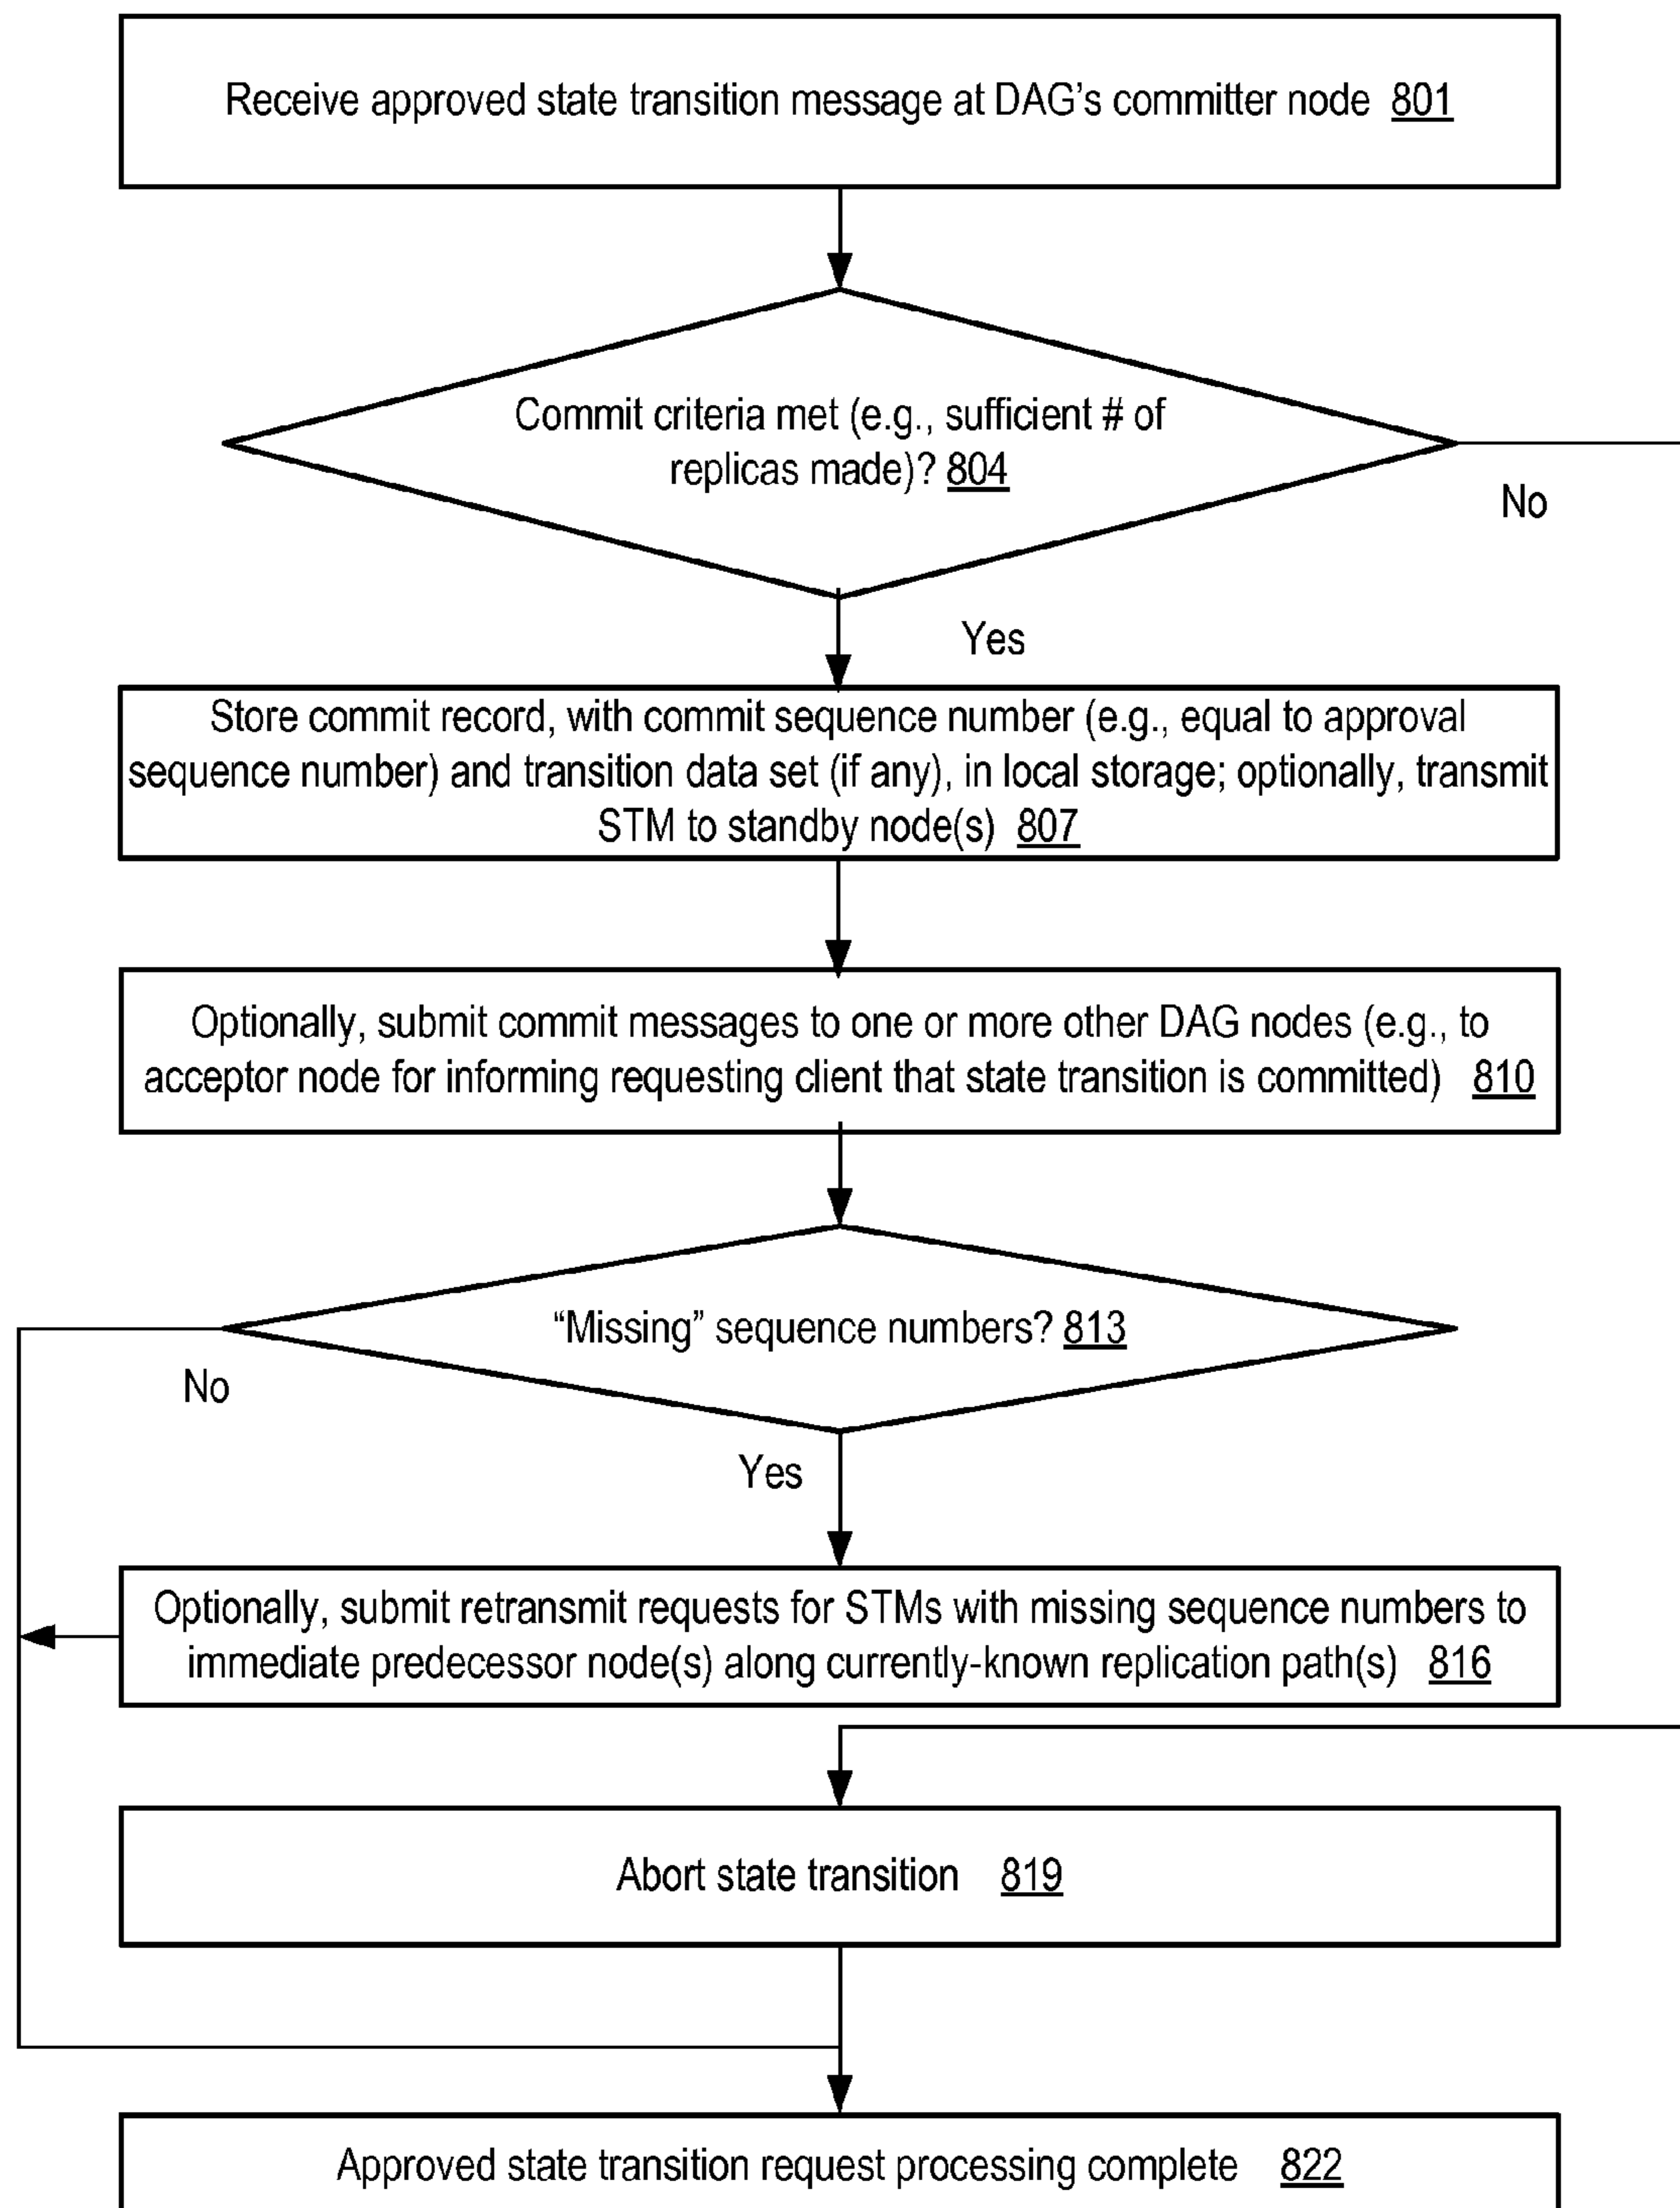 Receive approved state transition message at DAG's committer node 801
Commit criteria met (e.g., sufficient # of
replicas made)? 804
No
Yes
Store commit record, with commit sequence number (e.g., equal to approval
sequence number) and transition data set (if any), in local storage; optionally, transmit
STM to standby node(s) 807
Optionally, submit commit messages to one or more other DAG nodes (e.g., to
acceptor node for informing requesting client that state transition is committed) 810
“Missing” sequence numbers? 813
No
Yes
Optionally, submit retransmit requests for STMs with missing sequence numbers to
immediate predecessor node(s) along currently-known replication path(s) 816
Abort state transition 819
Approved state transition request processing complete 822